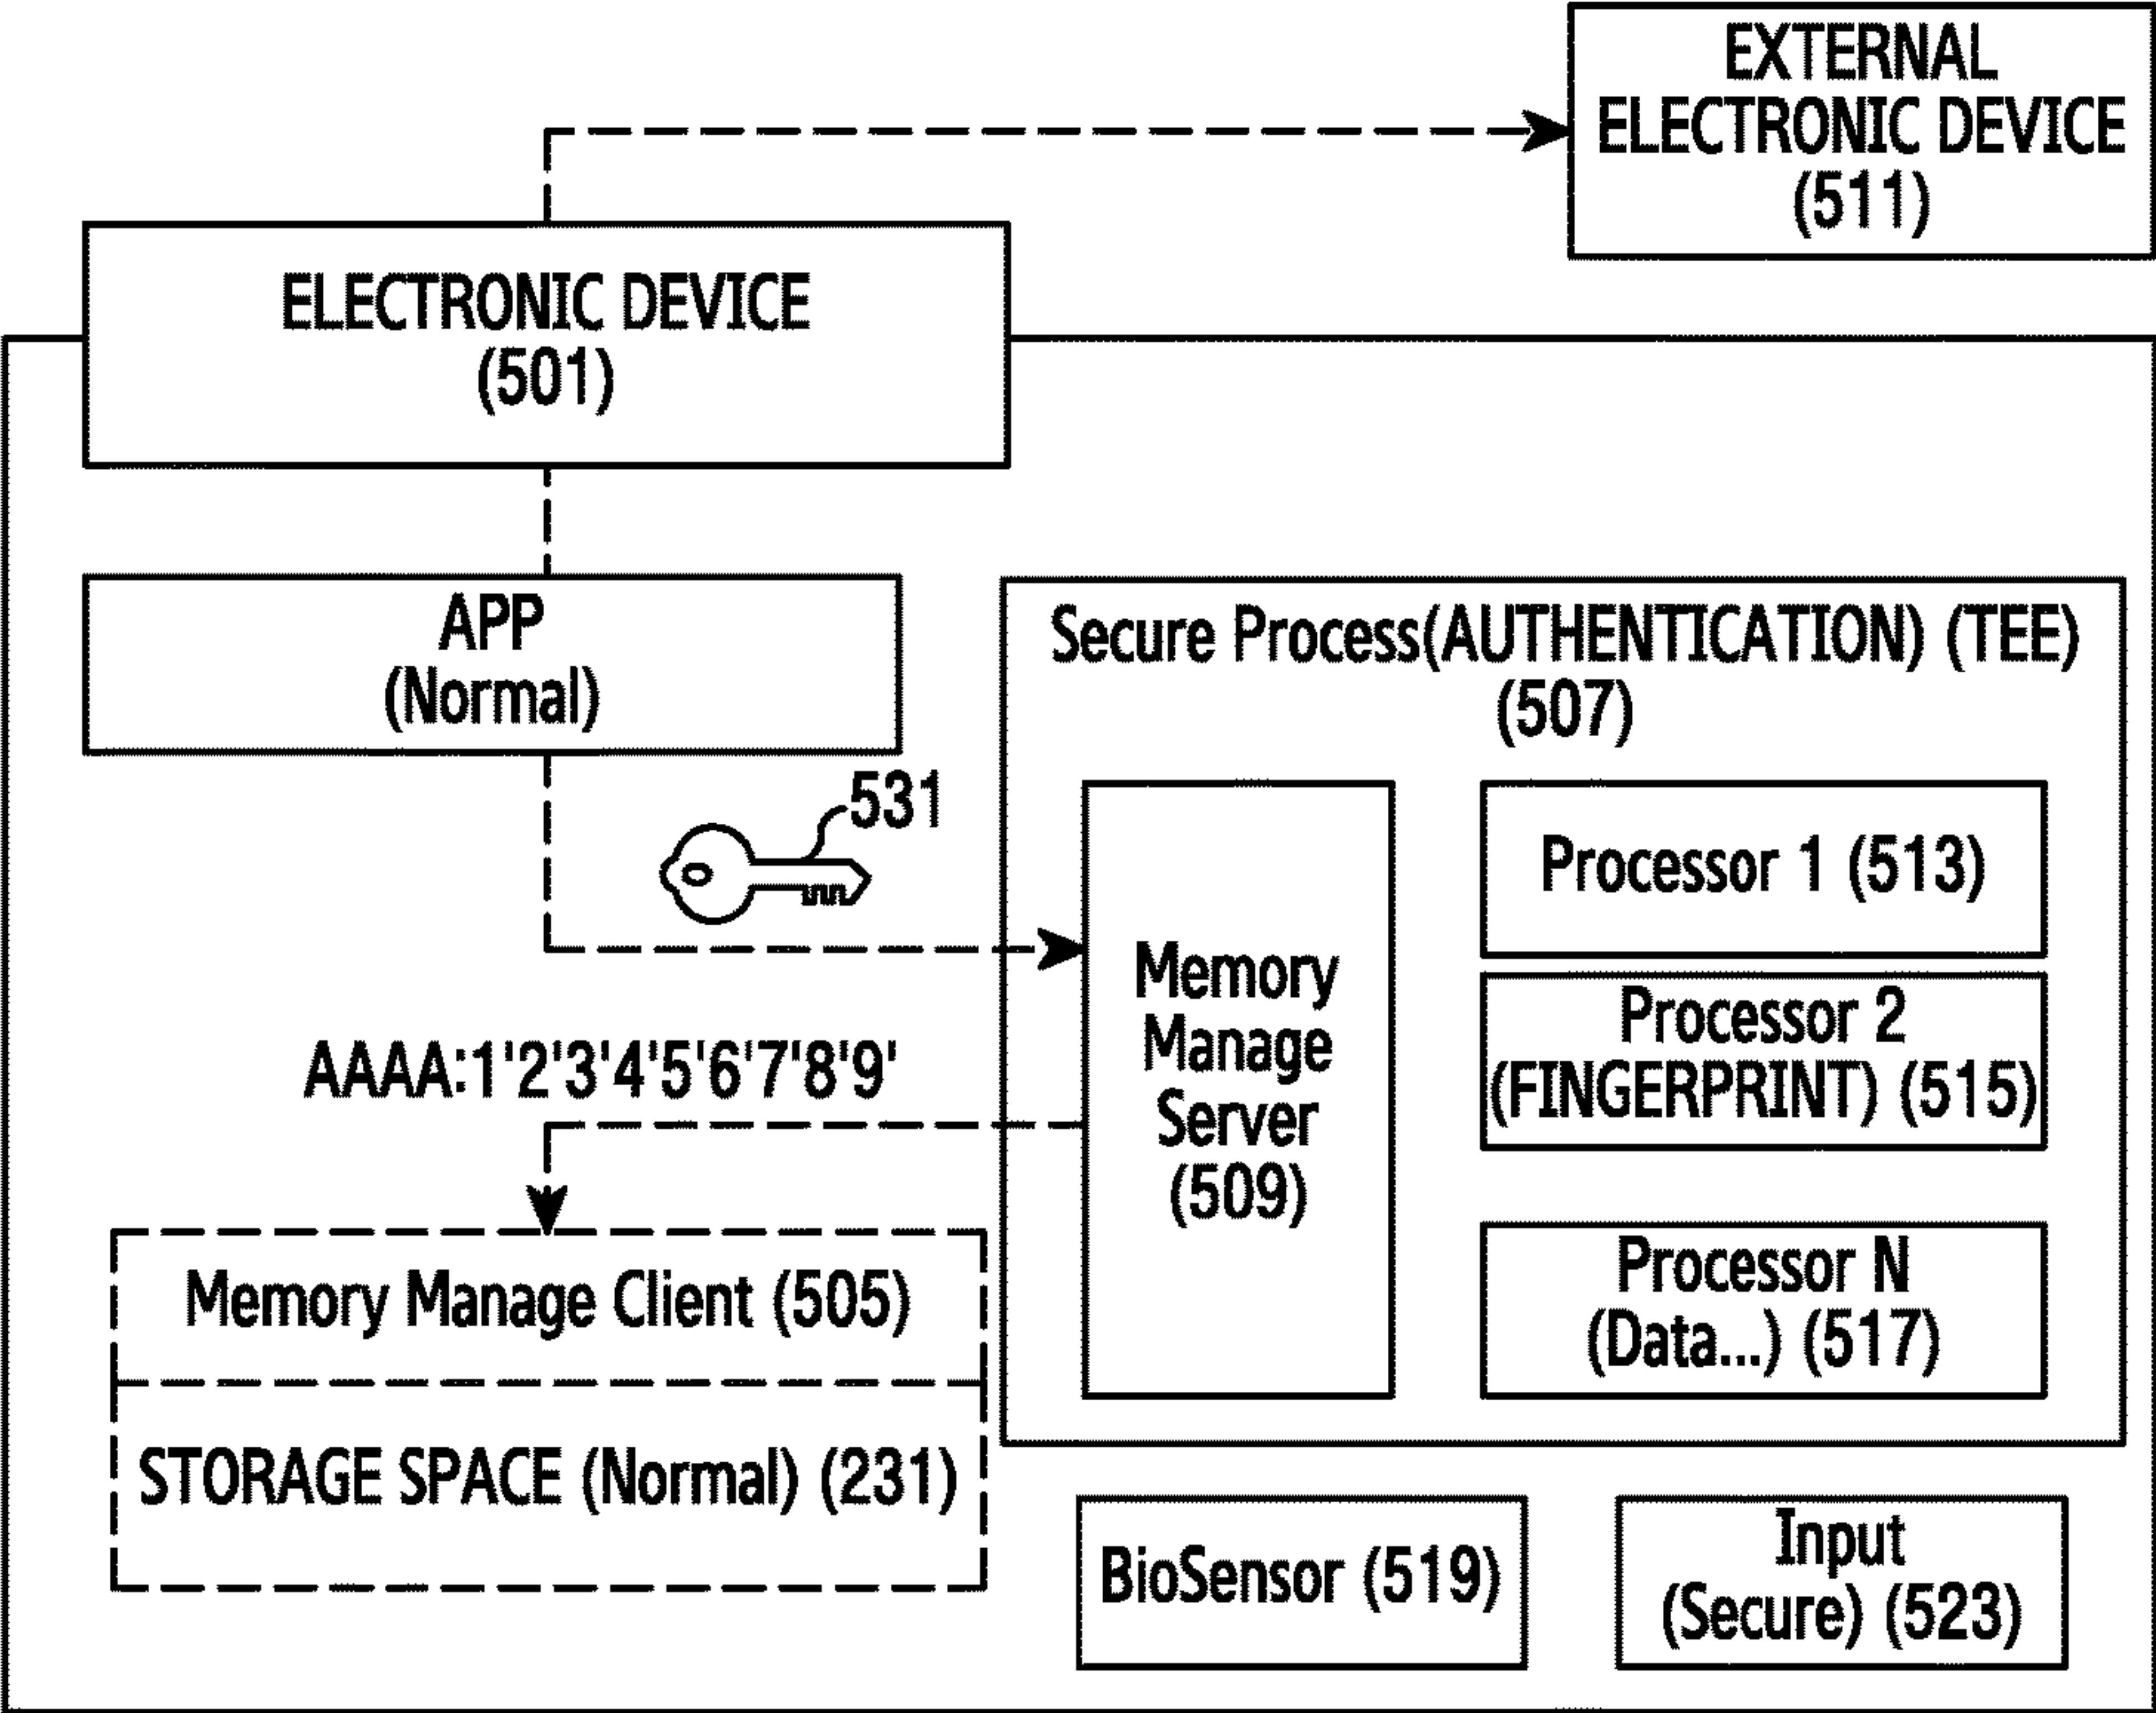 EXTERNAL
ELECTRONIC DEVICE
(511)
ELECTRONIC DEVICE
(501)
APP
(Normal)
531
AAAA:1'2'3'4'5'6'7'8'9'
Memory Manage Client (505)
STORAGE SPACE (Normal) (231)
Secure Process(AUTHENTICATION) (TEE)
(507)
Memory
Manage
Server
(509)
Processor 1 (513)
Processor 2
(FINGERPRINT) (515)
Processor N
(Data...) (517)
BioSensor (519)
Input
(Secure) (523)